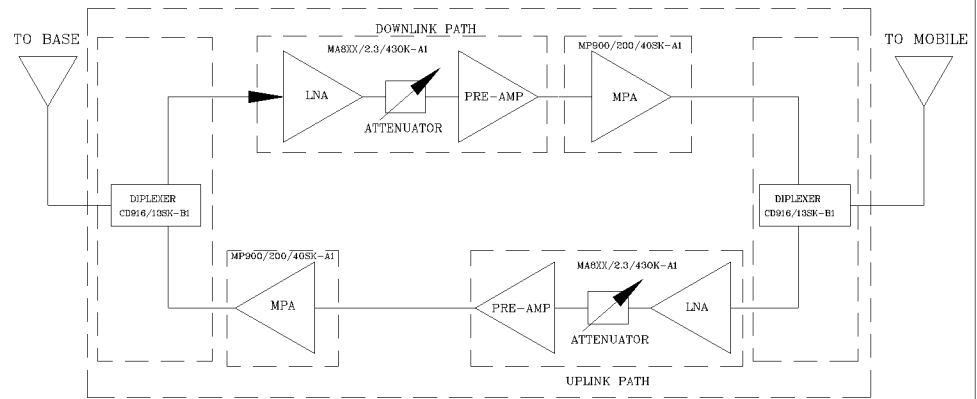 DOWNLINK PATH
TO BASE
TO MOBILE
MA8XX/2.3/430K-A1
MP900/200/40SK-A1
LNA
PRE-AMP
MPA
ATTENUATOR
DIPLEXER
CD916/13SK-B1
DIPLEXER
CD916/13SK-B1
MP900/200/40SK-A1
MA8XX/2.3/430K-A1
MPA
PRE-AMP
LNA
ATTENUATOR
UPLINK PATH